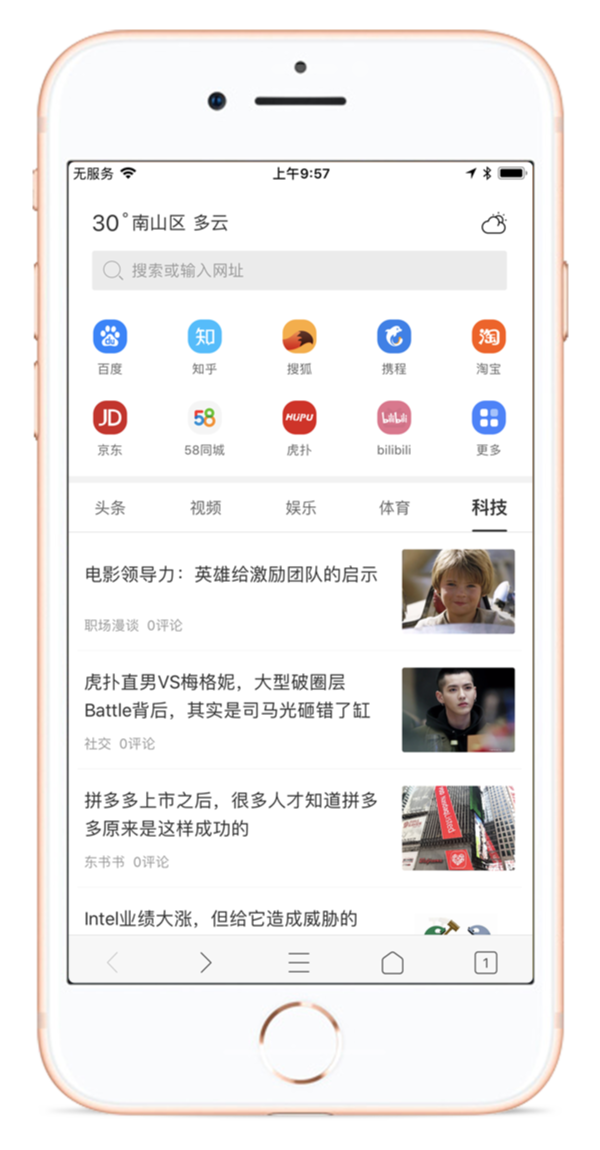 无服务 上午9:57
30°南山区 多云
搜索或输入网址
du 知 淘
百度 知乎 搜狐 携程 淘宝
JD 58 HUPU bilibili
京东 58同城 虎扑 bilibili 更多
头条 视频 娱乐 体育 科技
电影领导力：英雄给激励团队的启示
职场漫谈 0评论
虎扑直男VS梅格妮，大型破圈层
Battle背后，其实是司马光砸错了缸
社交 0评论
拼多多上市之后，很多人才知道拼多
多原来是这样成功的
东书书 0评论
Intel业绩大涨，但给它造成威胁的
1